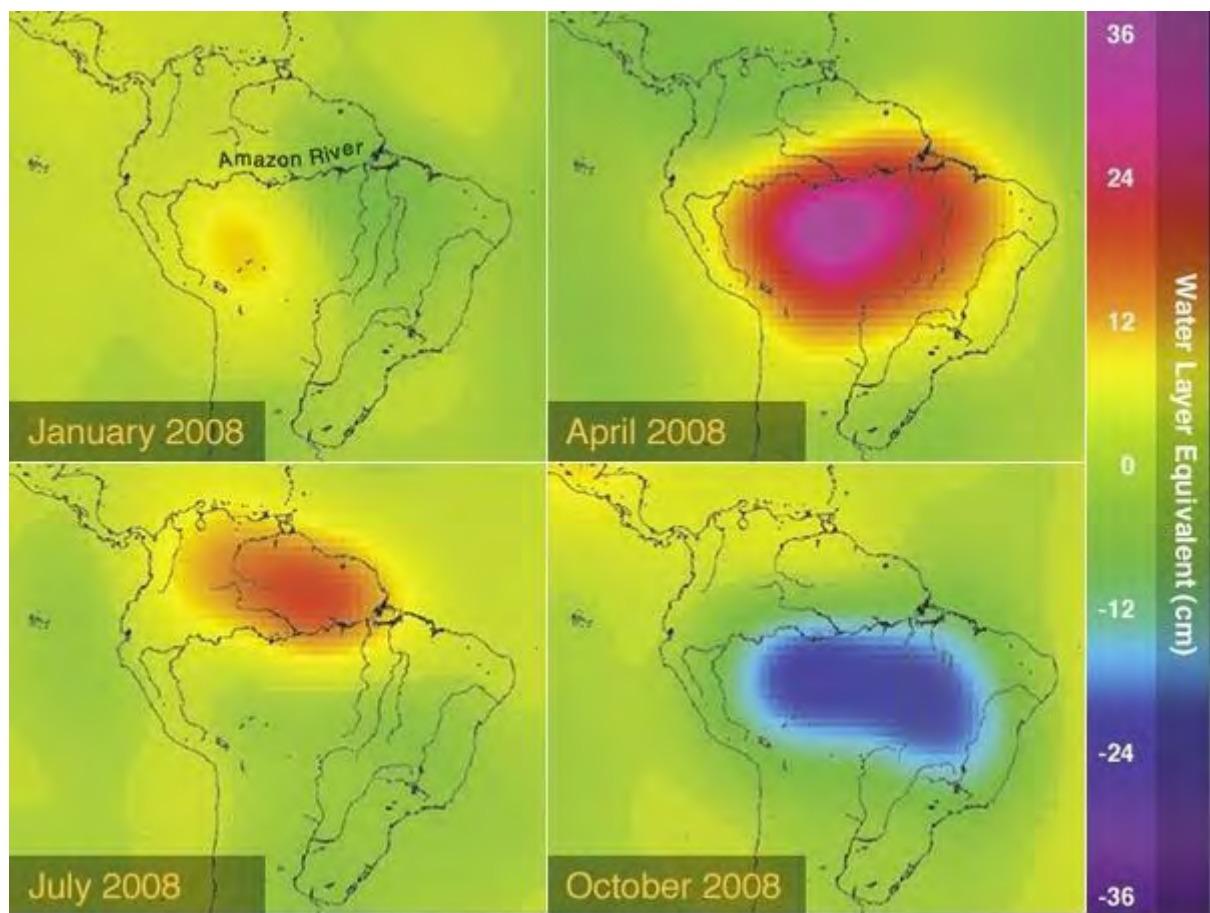 Amazon River
January 2008
April 2008
July 2008
October 2008
36
24
12
0
-12
-24
-36
Water Layer Equivalent (cm)